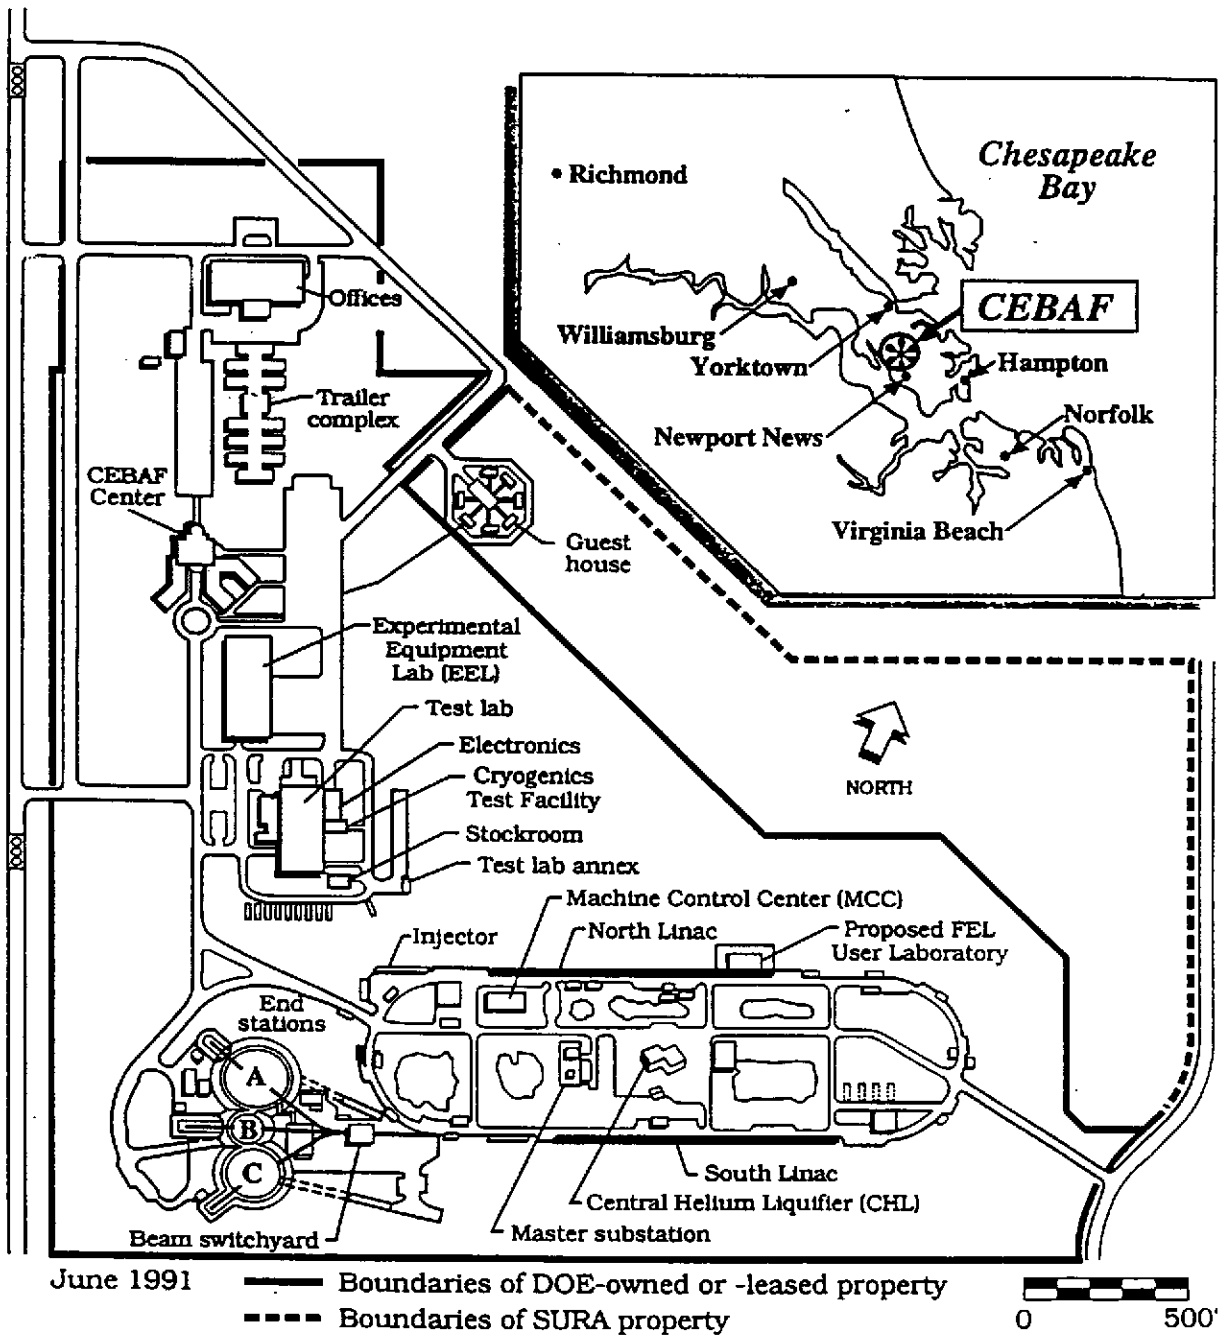 Chesapeake
Bay
Richmond
CEBAF
Williamsburg
Yorktown
Hampton
Newport News
Norfolk
Virginia Beach
Offices
Trailer
complex
CEBAF
Center
Guest
house
Experimental
Equipment
Lab (EEL)
Test lab
Electronics
Cryogenics
Test Facility
Stockroom
Test lab annex
NORTH
Machine Control Center (MCC)
Injector
North Linac
Proposed FEL
User Laboratory
End
stations
A
B
C
South Linac
Central Helium Liquifier (CHL)
Master substation
Beam switchyard
June 1991
Boundaries of DOE-owned or -leased property
Boundaries of SURA property
0 500'